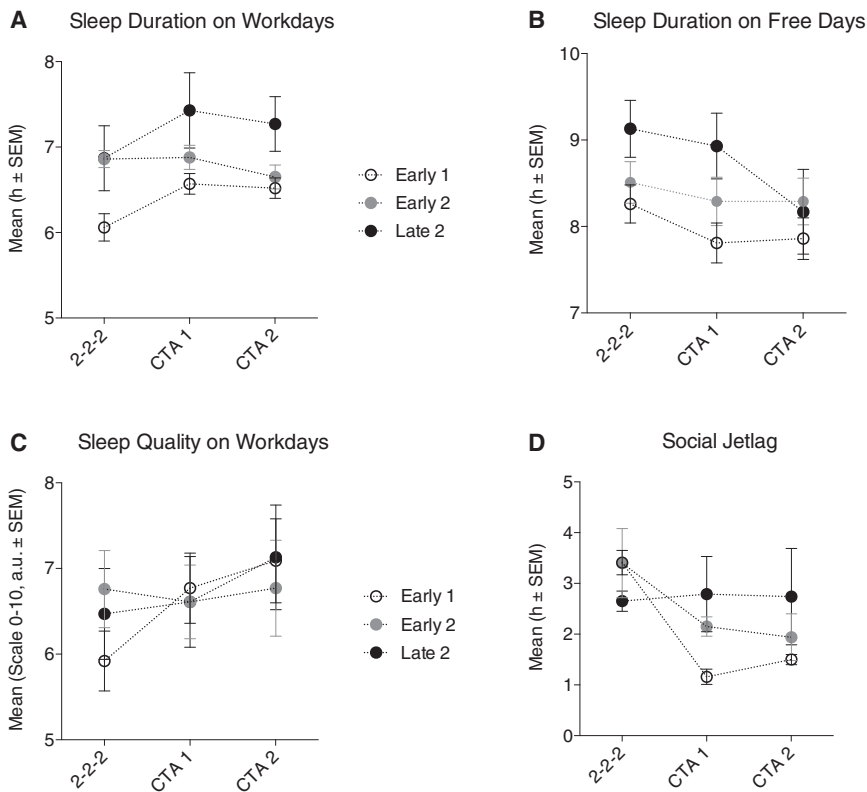 A Sleep Duration on Workdays
Mean (h ± SEM)
8
7
6
5
2-2-2
CTA 1
CTA 2
Early 1
Early 2
Late 2
B Sleep Duration on Free Days
Mean (h ± SEM)
10
9
8
7
2-2-2
CTA 1
CTA 2
C Sleep Quality on Workdays
Mean (Scale 0-10, a.u. ± SEM)
8
7
6
5
2-2-2
CTA 1
CTA 2
Early 1
Early 2
Late 2
D Social Jetlag
Mean (h ± SEM)
5
4
3
2
1
0
2-2-2
CTA 1
CTA 2